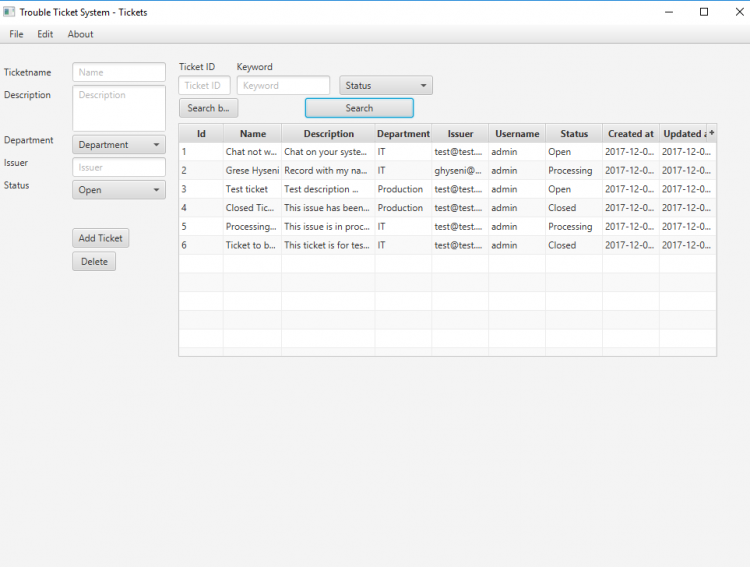 Trouble Ticket System - Tickets
File Edit About
Ticketname Name
Description Description
Department Department
Issuer Issuer
Status Open
Add Ticket
Delete
Ticket ID Keyword
Ticket ID Keyword Status
Search b... Search
Id Name Description Department Issuer Username Status Created at Updated a +
1 Chat not w... Chat on your syste... IT test@test.... admin Open 2017-12-0... 2017-12-0...
2 Grese Hyseni Record with my na... IT ghyseni@... admin Processing 2017-12-0... 2017-12-0...
3 Test ticket Test description ... Production test@test.... admin Open 2017-12-0... 2017-12-0...
4 Closed Tic... This issue has been... Production test@test.... admin Closed 2017-12-0... 2017-12-0...
5 Processing... This issue is in proc... IT test@test.... admin Processing 2017-12-0... 2017-12-0...
6 Ticket to b... This ticket is for tes... IT test@test.... admin Closed 2017-12-0... 2017-12-0...